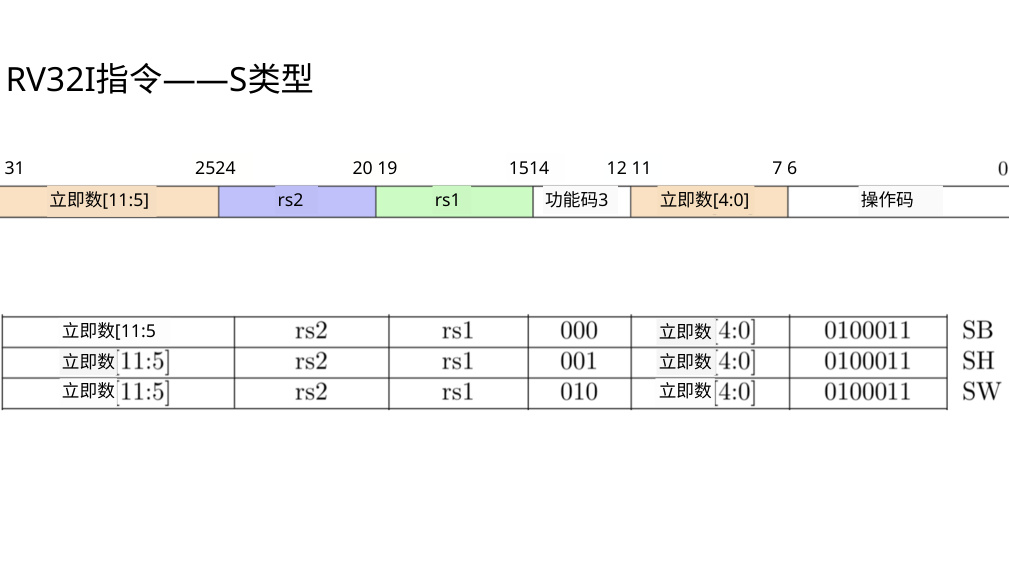 RV32I指令——S类型
31 2524 20 19 1514 12 11 7 6 0
立即数[11:5] rs2 rs1 功能码3 立即数[4:0] 操作码
立即数[11:5 rs2 rs1 000 立即数[4:0] 0100011 SB
立即数[11:5] rs2 rs1 001 立即数[4:0] 0100011 SH
立即数[11:5] rs2 rs1 010 立即数[4:0] 0100011 SW